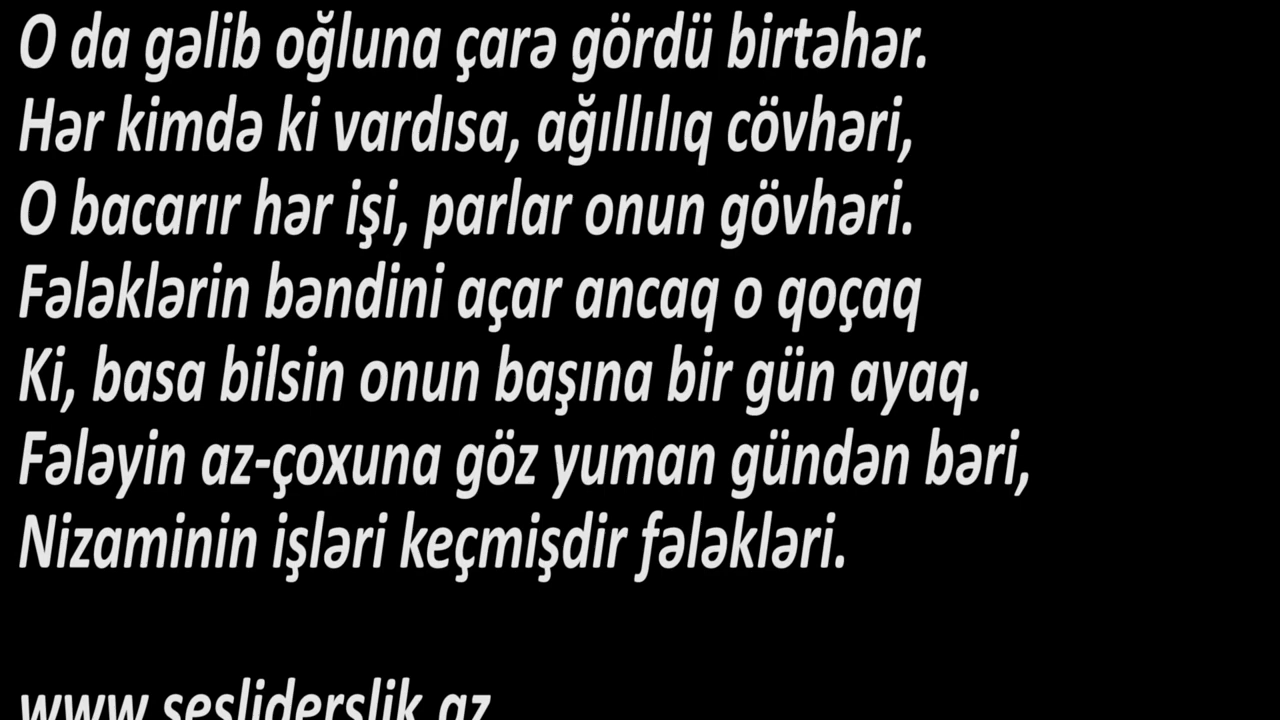 O da gəlib oğluna çarə gördü birtəhər.
Hər kimdə ki vardısa, ağıllılıq cövhəri,
O bacarır hər işi, parlar onun gövhəri.
Fələklərin bəndini açar ancaq o qoçaq
Ki, basa bilsin onun başına bir gün ayaq.
Fələyin az-çoxuna göz yuman gündən bəri,
Nizaminin işləri keçmişdir fələkləri.
www.sesliderslik.az